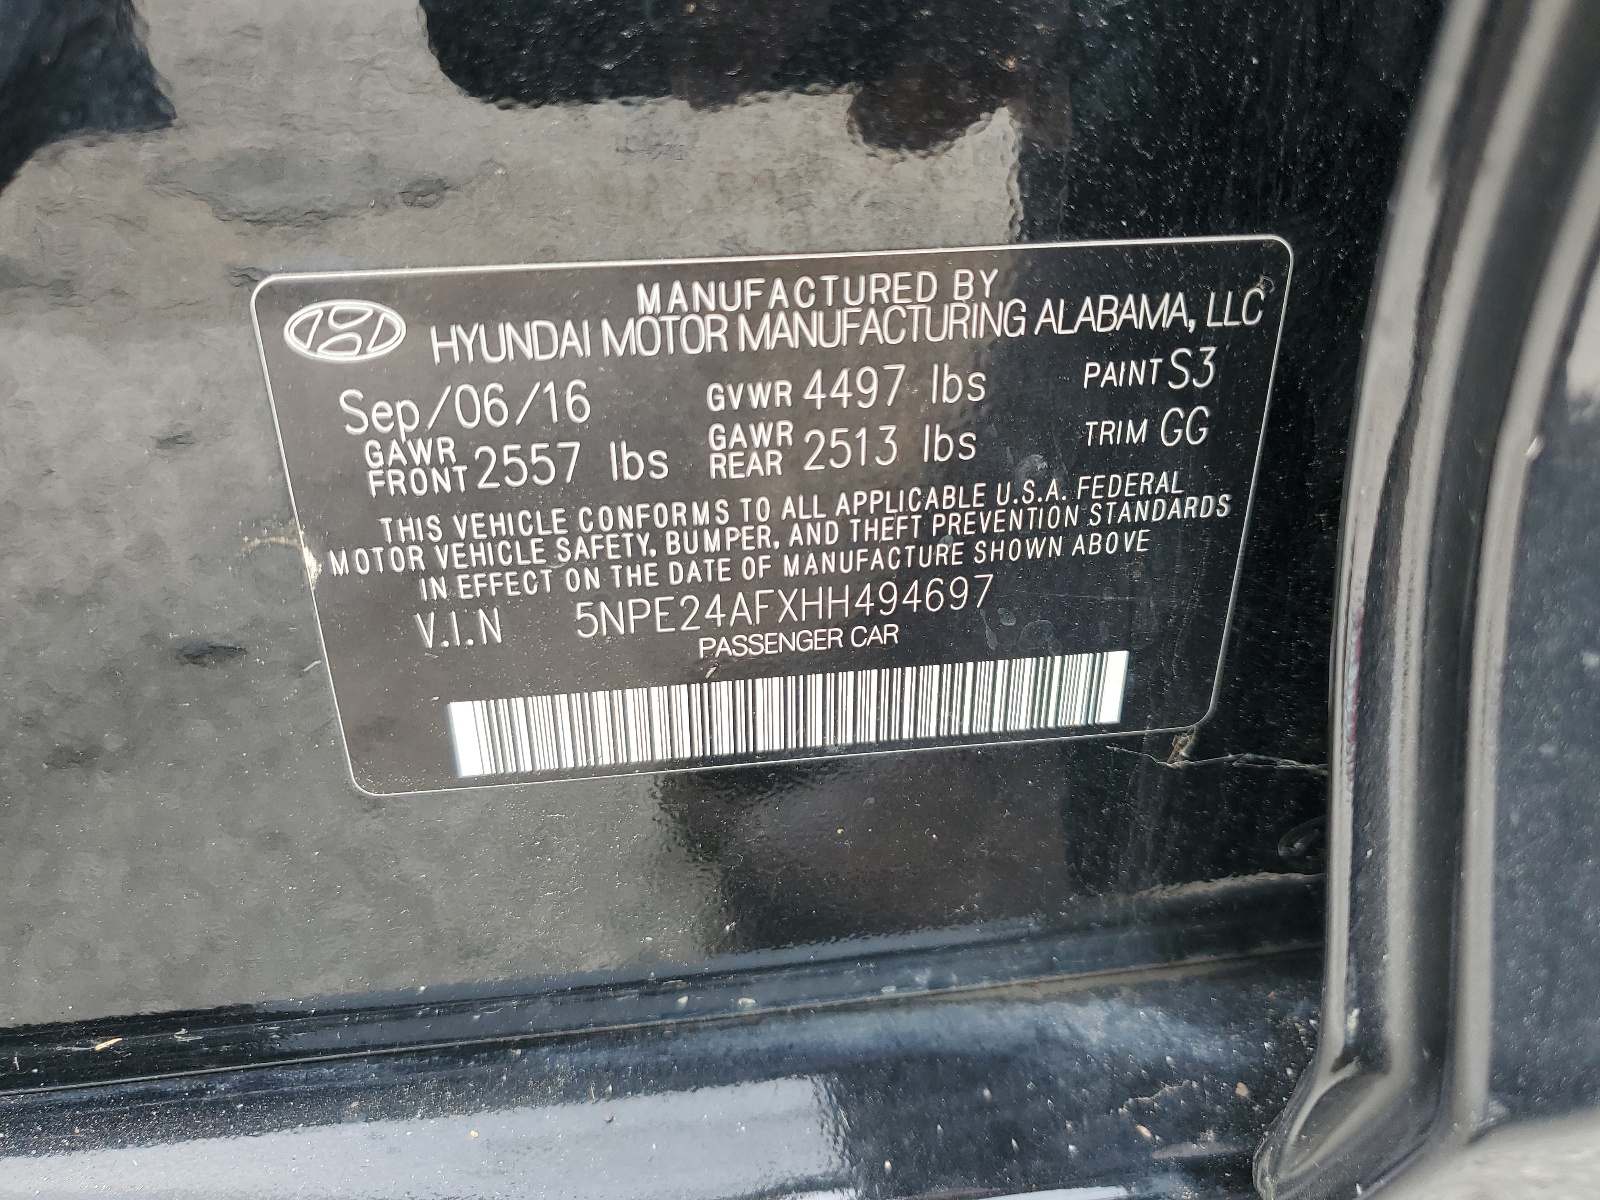 MANUFACTURED BY
HYUNDAI MOTOR MANUFACTURING ALABAMA, LLC
Sep/06/16 GVWR 4497 lbs PAINT S3
GAWR FRONT 2557 lbs GAWR REAR 2513 lbs TRIM GG
THIS VEHICLE CONFORMS TO ALL APPLICABLE U.S.A. FEDERAL
MOTOR VEHICLE SAFETY, BUMPER, AND THEFT PREVENTION STANDARDS
IN EFFECT ON THE DATE OF MANUFACTURE SHOWN ABOVE
V.I.N 5NPE24AFXHH494697
PASSENGER CAR